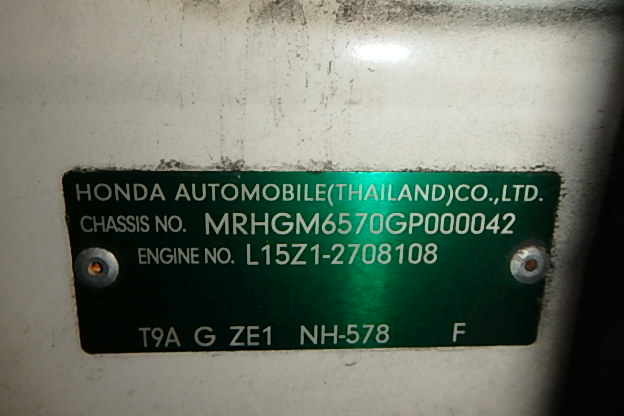 HONDA AUTOMOBILE(THAILAND)CO.,LTD.
CHASSIS NO. MRHGM6570GP000042
ENGINE NO. L15Z1-2708108
T9A G ZE1 NH-578 F